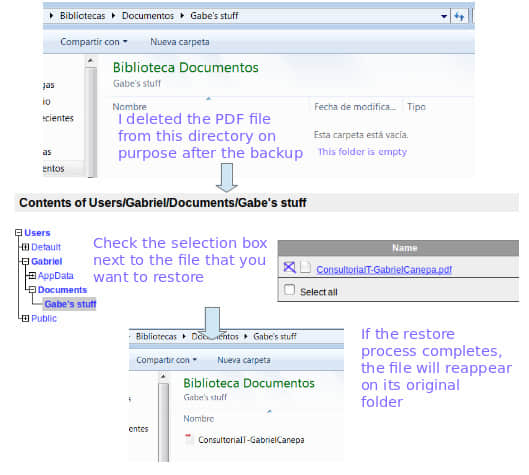 Bibliotecas Documentos Gabe's stuff
Compartir con Nueva carpeta
Biblioteca Documentos
Gabe's stuff
gas
io
ecientes
as
entos
Nombre Fecha de modifica... Tipo
Esta carpeta está vacía.
I deleted the PDF file
from this directory on
purpose after the backup
This folder is empty
Contents of Users/Gabriel/Documents/Gabe's stuff
Users
Default
Gabriel
AppData
Documents
Gabe's stuff
Public
Check the selection box
next to the file that you
want to restore
Name
ConsultoriaIT-GabrielCanepa.pdf
Select all
Bibliotecas Documentos Gabe's stuff
Compartir con Nueva carpeta
Biblioteca Documentos
Gabe's stuff
s
entes
Nombre
ConsultoriaIT-GabrielCanepa
If the restore
process completes,
the file will reappear
on its original
folder